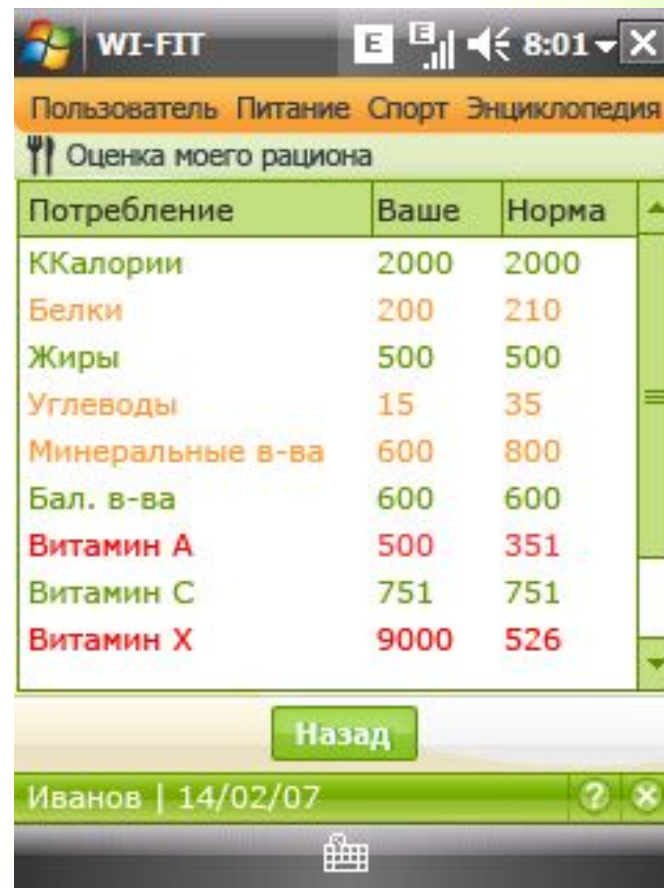 WI-FIT E E 8:01
Пользователь Питание Спорт Энциклопедия
Оценка моего рациона
Потребление Ваше Норма
ККалории 2000 2000
Белки 200 210
Жиры 500 500
Углеводы 15 35
Минеральные в-ва 600 800
Бал. в-ва 600 600
Витамин А 500 351
Витамин С 751 751
Витамин Х 9000 526
Назад
Иванов | 14/02/07 ?